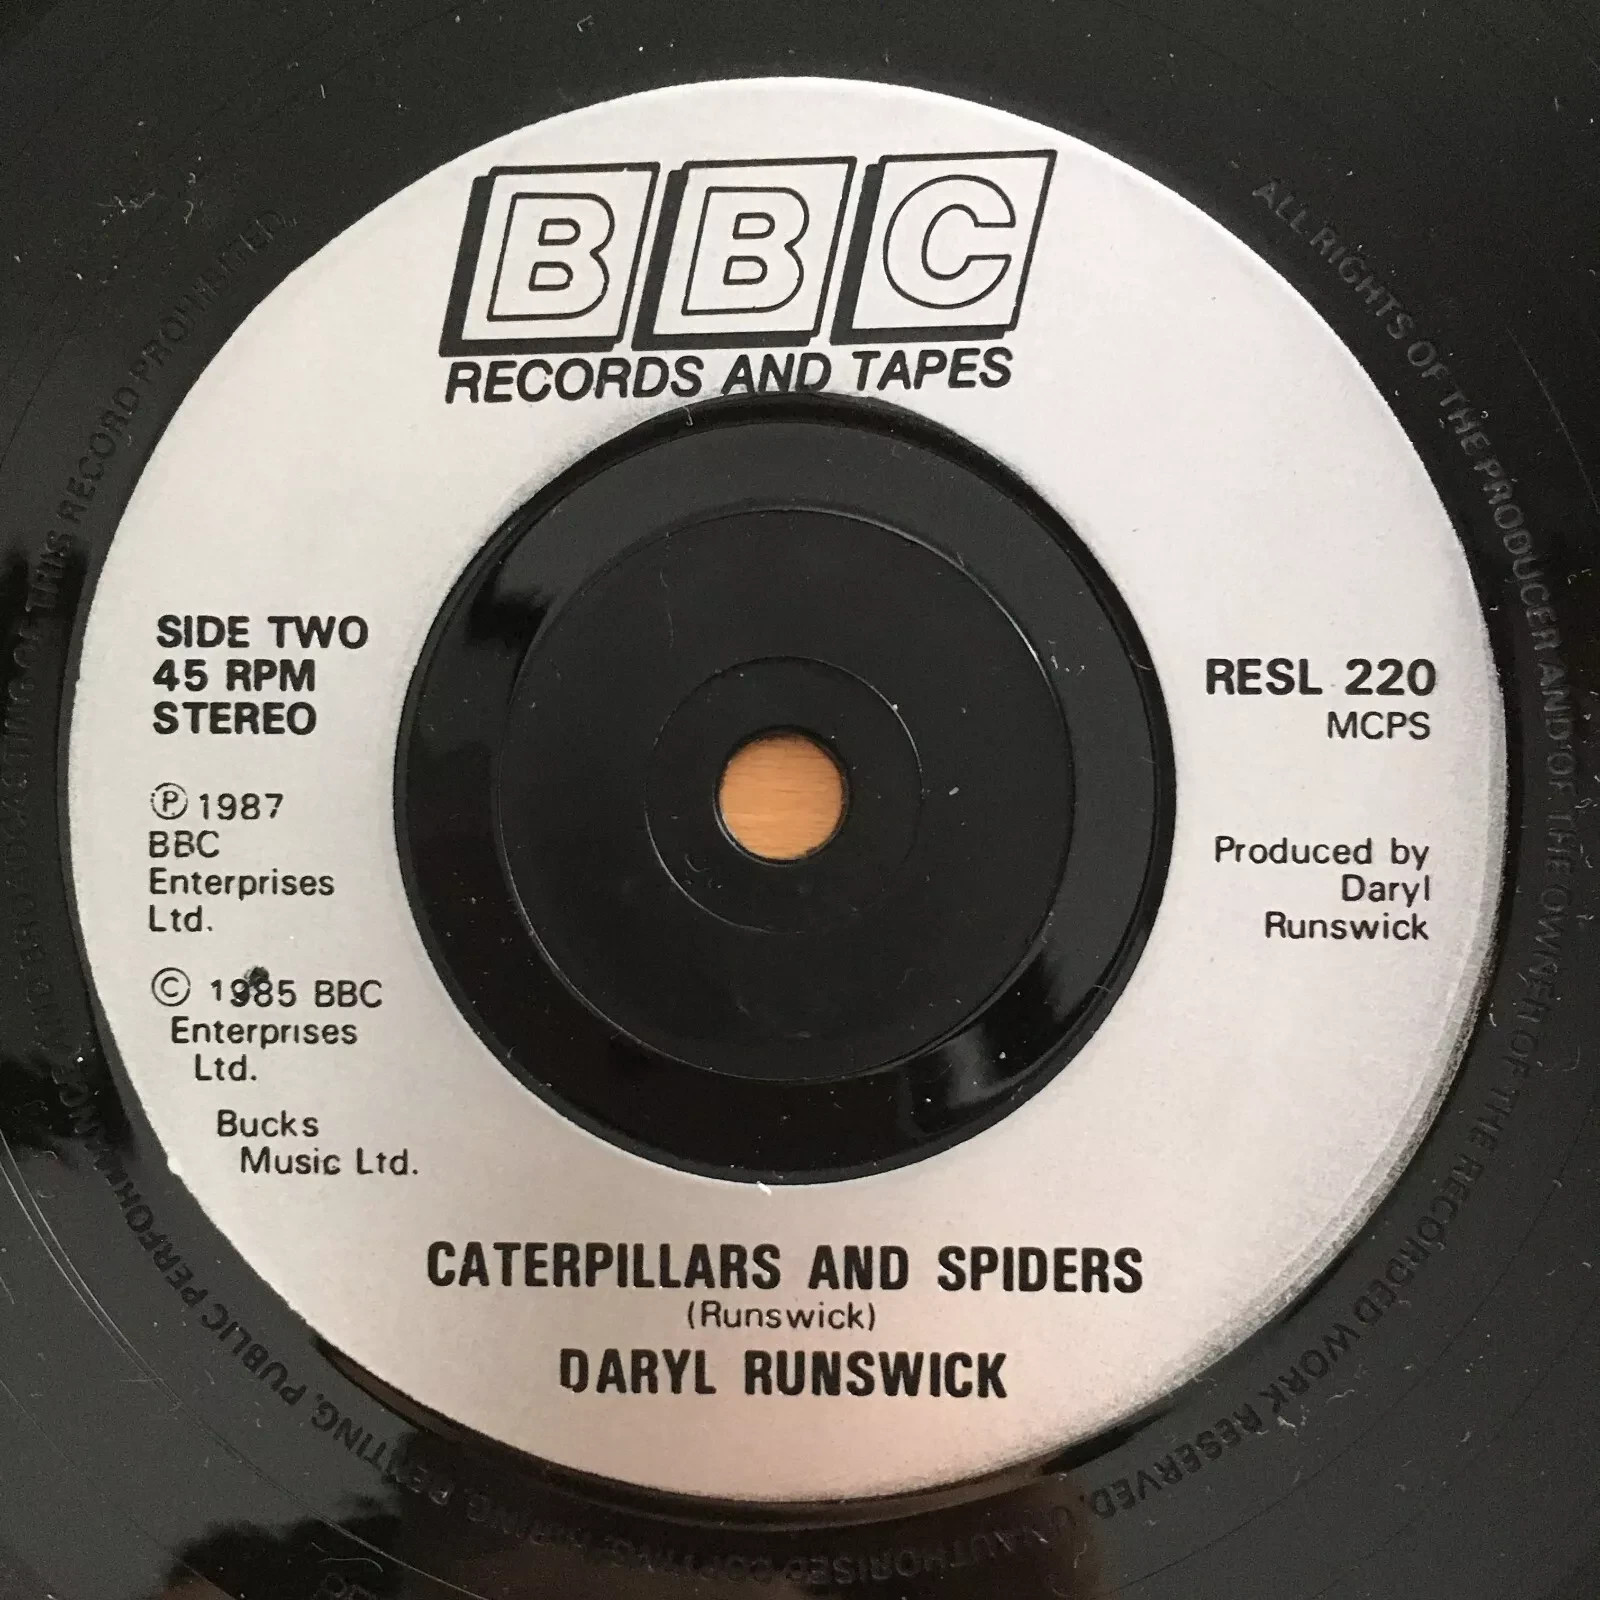 BBC
RECORDS AND TAPES
SIDE TWO
45 RPM
STEREO
Ⓟ 1987
BBC
Enterprises
Ltd.
© 1985 BBC
Enterprises
Ltd.
Bucks
Music Ltd.
RESL 220
MCPS
Produced by
Daryl
Runswick
CATERPILLARS AND SPIDERS
(Runswick)
DARYL RUNSWICK
ALL RIGHTS OF THE PRODUCER AND OF THE OWNER OF THE RECORDED WORK RESERVED. UNAUTHORISED COPYING, HIRING, RENTING, PUBLIC PERFORMANCE AND BROADCASTING OF THIS RECORD PROHIBITED